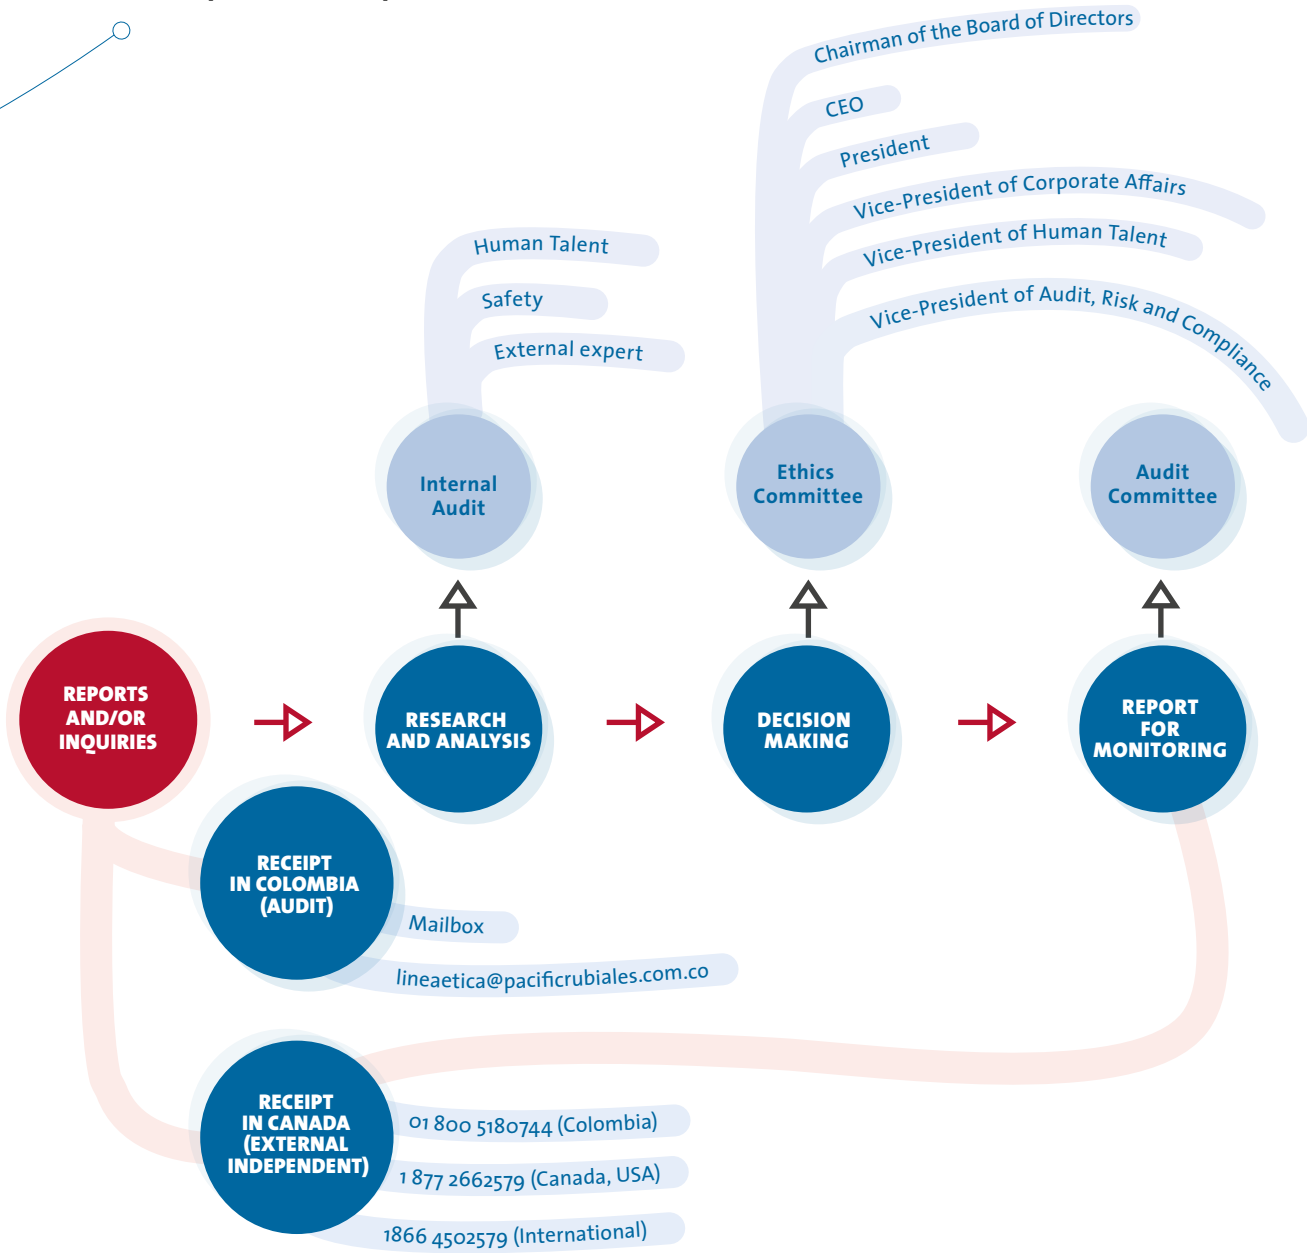 Chairman of the Board of Directors
CEO
President
Vice-President of Corporate Affairs
Vice-President of Human Talent
Vice-President of Audit, Risk and Compliance
Human Talent
Safety
External expert
Internal
Audit
Ethics
Committee
Audit
Committee
REPORTS
AND/OR
INQUIRIES
RESEARCH
AND ANALYSIS
DECISION
MAKING
REPORT
FOR
MONITORING
RECEIPT
IN COLOMBIA
(AUDIT)
Mailbox
lineaetica@pacificrubiales.com.co
RECEIPT
IN CANADA
(EXTERNAL
INDEPENDENT)
01 800 5180744 (Colombia)
1 877 2662579 (Canada, USA)
1866 4502579 (International)